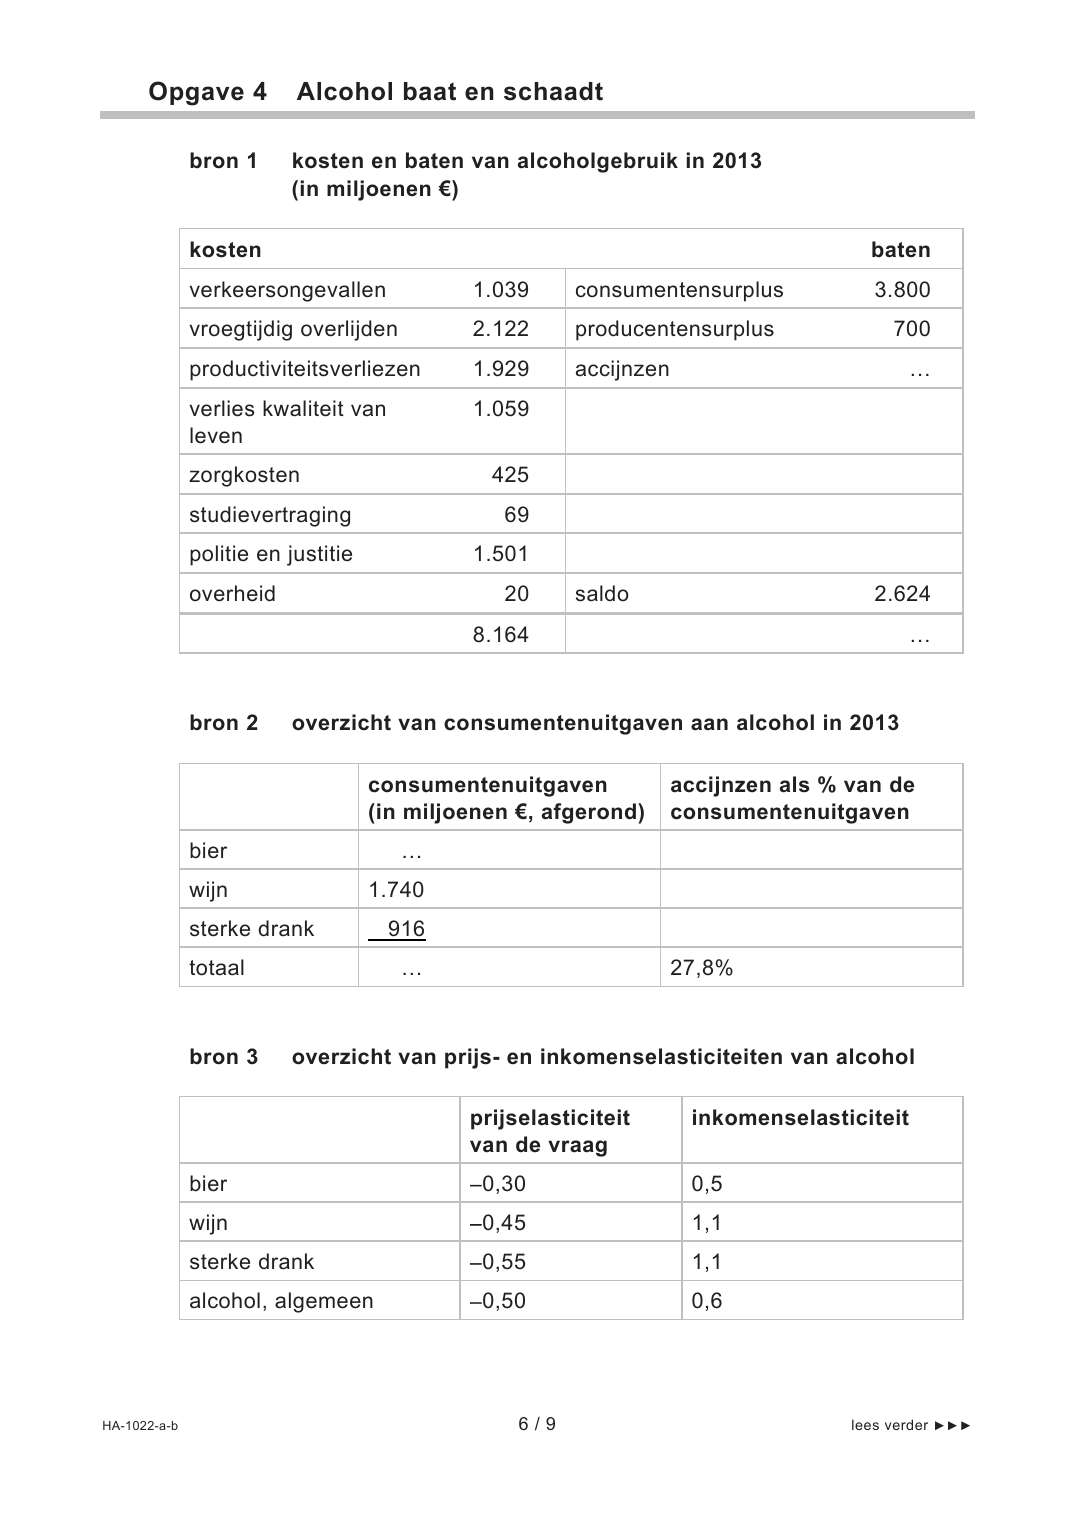 Opgave 4 Alcohol baat en schaadt
bron 1 kosten en baten van alcoholgebruik in 2013
(in miljoenen €)
kosten baten
verkeersongevallen 1.039 consumentensurplus 3.800
vroegtijdig overlijden 2.122 producentensurplus 700
productiviteitsverliezen 1.929 accijnzen …
verlies kwaliteit van 1.059
leven
zorgkosten 425
studievertraging 69
politie en justitie 1.501
overheid 20 saldo 2.624
8.164 …
bron 2 overzicht van consumentenuitgaven aan alcohol in 2013
consumentenuitgaven accijnzen als % van de
(in miljoenen €, afgerond) consumentenuitgaven
bier …
wijn 1.740
sterke drank 916
totaal … 27,8%
bron 3 overzicht van prijs- en inkomenselasticiteiten van alcohol
prijselasticiteit inkomenselasticiteit
van de vraag
bier –0,30 0,5
wijn –0,45 1,1
sterke drank –0,55 1,1
alcohol, algemeen –0,50 0,6
HA-1022-a-b 6 / 9 lees verder ►►►